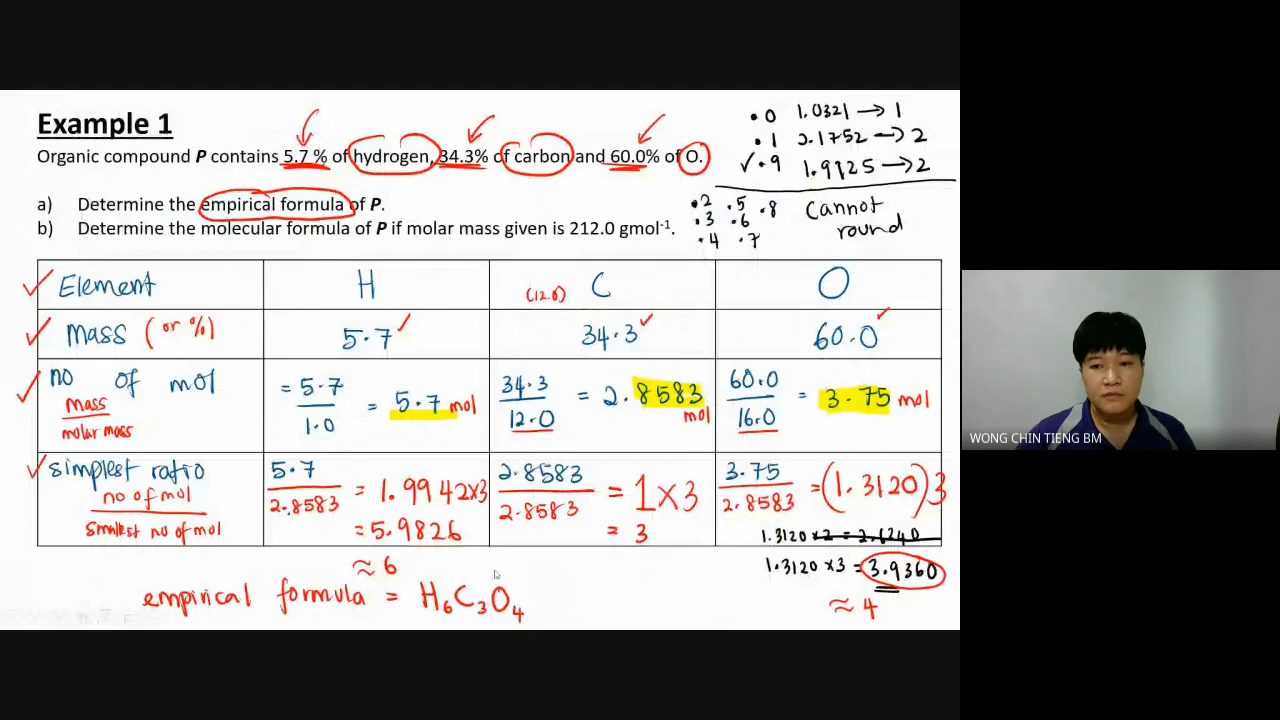 Example 1
Organic compound P contains 5.7 % of hydrogen, 34.3% of carbon and 60.0% of O.
a) Determine the empirical formula of P.
b) Determine the molecular formula of P if molar mass given is 212.0 gmol⁻¹.
.0 1.0321 → 1
.1 2.1752 → 2
✓ .9 1.9925 → 2
.2 .5 .8 Cannot
.3 .6 round
.4 .7
✓ Element H (12.0) C O
✓ Mass (or %) 5.7 ✓ 34.3 ✓ 60.0 ✓
✓ no of mol = 5.7/1.0 = 5.7 mol 34.3/12.0 = 2.8583 mol 60.0/16.0 = 3.75 mol
mass/molar mass
✓ simplest ratio 5.7/2.8583 = 1.9942 x3 2.8583/2.8583 = 1 x 3 3.75/2.8583 = (1.3120) 3
no of mol/smallest no of mol = 5.9826 = 3
1.3120 x 2 = 2.6240
≈ 6 1.3120 x 3 = 3.9360
empirical formula = H₆C₃O₄ ≈ 4
WONG CHIN TIENG BM